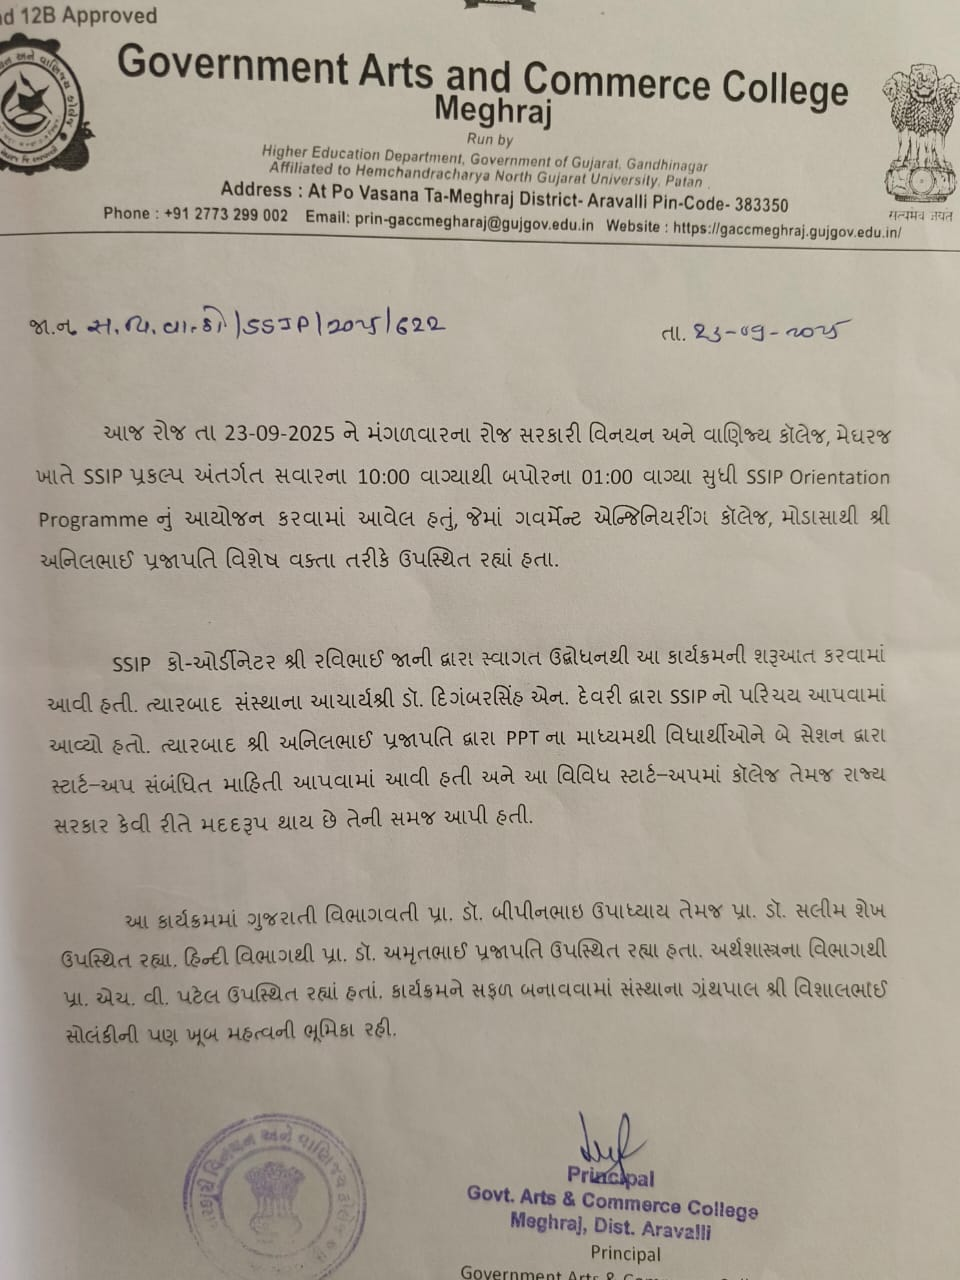 12B Approved
Government Arts and Commerce College
Meghraj
Run by
Higher Education Department, Government of Gujarat, Gandhinagar
Affiliated to Hemchandracharya North Gujarat University, Patan
Address : At Po Vasana Ta-Meghraj District- Aravalli Pin-Code- 383350
Phone : +91 2773 299 002 Email: prin-gaccmegharaj@gujgov.edu.in Website : https://gaccmeghraj.gujgov.edu.in/
सत्यमेव जयते
જા.ન સ.વિ.વા.કો/SSIP/૨૦૨૫/622 તા. ૨૩-૦૯-૨૦૨૫
આજ રોજ તા 23-09-2025 ને મંગળવારના રોજ સરકારી વિનયન અને વાણિજ્ય કૉલેજ, મેઘરજ
ખાતે SSIP પ્રકલ્પ અંતર્ગત સવારના 10:00 વાગ્યાથી બપોરના 01:00 વાગ્યા સુધી SSIP Orientation
Programme નું આયોજન કરવામાં આવેલ હતું, જેમાં ગવર્મેન્ટ એન્જિનિયરીંગ કૉલેજ, મોડાસાથી શ્રી
અનિલભાઈ પ્રજાપતિ વિશેષ વક્તા તરીકે ઉપસ્થિત રહ્યાં હતા.
SSIP કો-ઓર્ડીનેટર શ્રી રવિભાઈ જાની દ્વારા સ્વાગત ઉદ્બોધનથી આ કાર્યક્રમની શરૂઆત કરવામાં
આવી હતી. ત્યારબાદ સંસ્થાના આચાર્યશ્રી ડૉ. દિગંબરસિંહ એન. દેવરી દ્વારા SSIP નો પરિચય આપવામાં
આવ્યો હતો. ત્યારબાદ શ્રી અનિલભાઈ પ્રજાપતિ દ્વારા PPT ના માધ્યમથી વિધાર્થીઓને બે સેશન દ્વારા
સ્ટાર્ટ-અપ સંબંધિત માહિતી આપવામાં આવી હતી અને આ વિવિધ સ્ટાર્ટ-અપમાં કૉલેજ તેમજ રાજ્ય
સરકાર કેવી રીતે મદદરૂપ થાય છે તેની સમજ આપી હતી.
આ કાર્યક્રમમાં ગુજરાતી વિભાગવતી પ્રા. ડૉ. બીપીનભાઇ ઉપાધ્યાય તેમજ પ્રા. ડૉ. સલીમ શેખ
ઉપસ્થિત રહ્યા. હિન્દી વિભાગથી પ્રા. ડૉ. અમૃતભાઈ પ્રજાપતિ ઉપસ્થિત રહ્યા હતા. અર્થશાસ્ત્રના વિભાગથી
પ્રા. એચ. વી. પટેલ ઉપસ્થિત રહ્યાં હતાં. કાર્યક્રમને સફળ બનાવવામાં સંસ્થાના ગ્રંથપાલ શ્રી વિશાલભાઈ
સોલંકીની પણ ખૂબ મહત્વની ભૂમિકા રહી.
Principal
Govt. Arts & Commerce College
Meghraj, Dist. Aravalli
Principal
Government Arts &